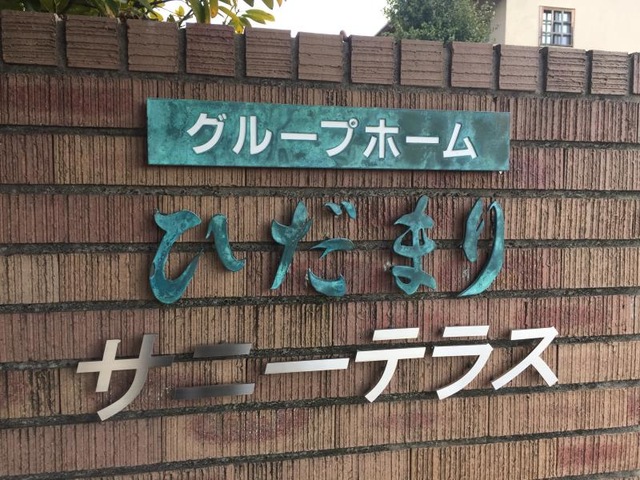 グループホーム
ひだまり
サニーテラス